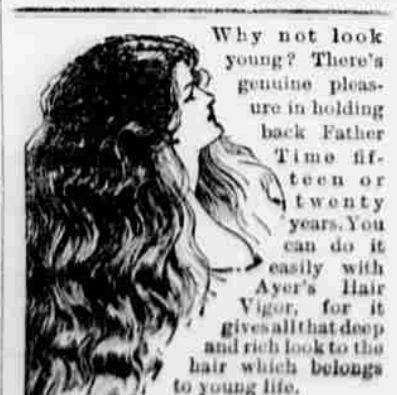 Why not look
young? There's
genuine pleas-
ure in holding
back Father
Time fif-
teen or
twenty
years. You
can do it
easily with
Ayer's Hair
Vigor, for it
gives all that deep
and rich look to the
hair which belongs
to young life.